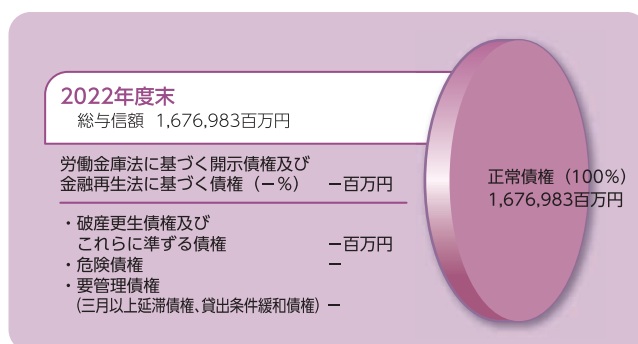 2022年度末
総与信額 1,676,983百万円
労働金庫法に基づく開示債権及び
金融再生法に基づく債権(-%) -百万円
・破産更生債権及び
これらに準ずる債権 -百万円
・危険債権 -
・要管理債権
(三月以上延滞債権、貸出条件緩和債権) -
正常債権(100%)
1,676,983百万円